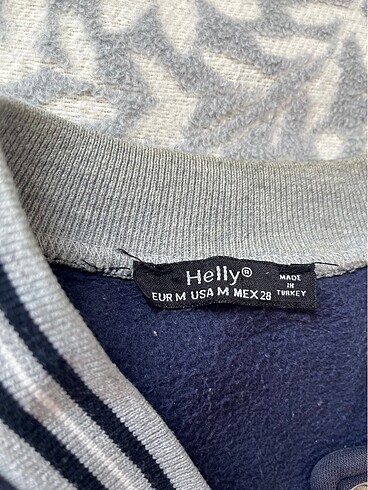 Helly®
EUR M USA M MEX 28
MADE
IN
TURKEY